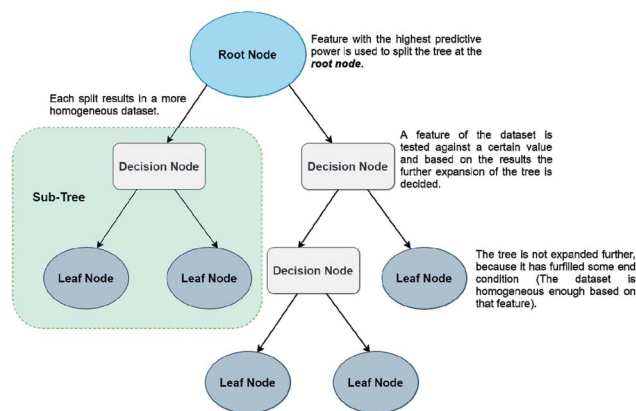 Root Node
Feature with the highest predictive
power is used to split the tree at the
root node.
Each split results in a more
homogeneous dataset.
Decision Node
Decision Node
A feature of the dataset is
tested against a certain value
and based on the results the
further expansion of the tree is
decided.
Sub-Tree
Leaf Node
Leaf Node
Decision Node
Leaf Node
The tree is not expanded further,
because it has furfilled some end
condition (The dataset is
homogeneous enough based on
that feature).
Leaf Node
Leaf Node